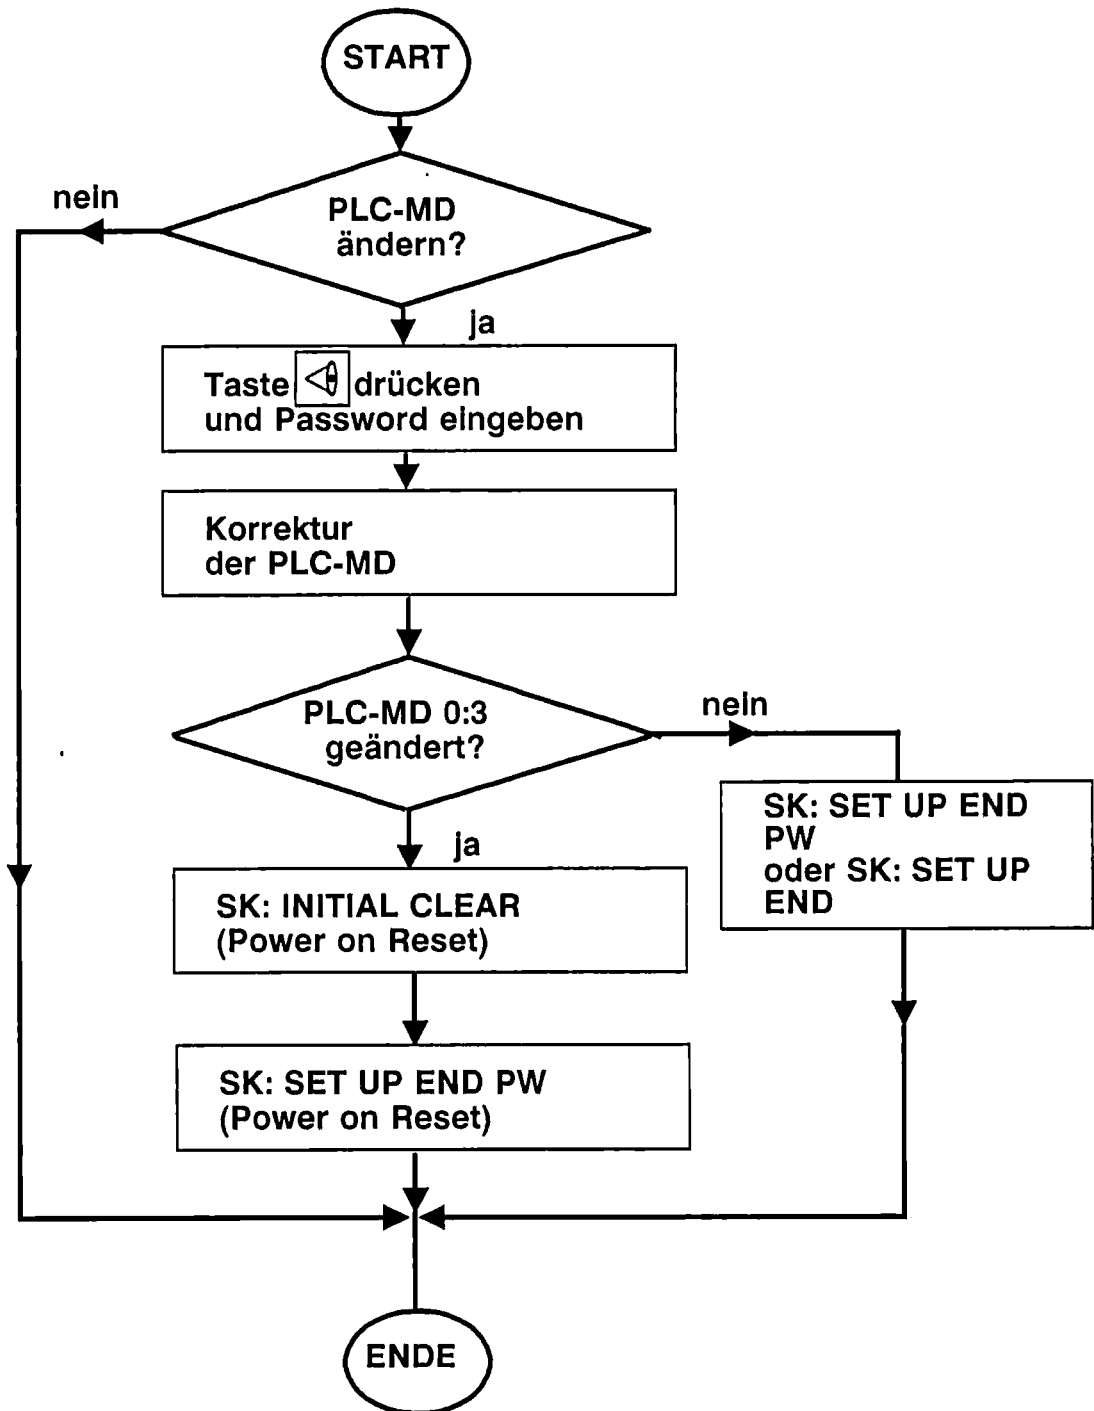 START
nein
PLC-MD
ändern?
ja
Taste drücken
und Password eingeben
Korrektur
der PLC-MD
PLC-MD 0:3
geändert?
nein
ja
SK: SET UP END
PW
oder SK: SET UP
END
SK: INITIAL CLEAR
(Power on Reset)
SK: SET UP END PW
(Power on Reset)
ENDE